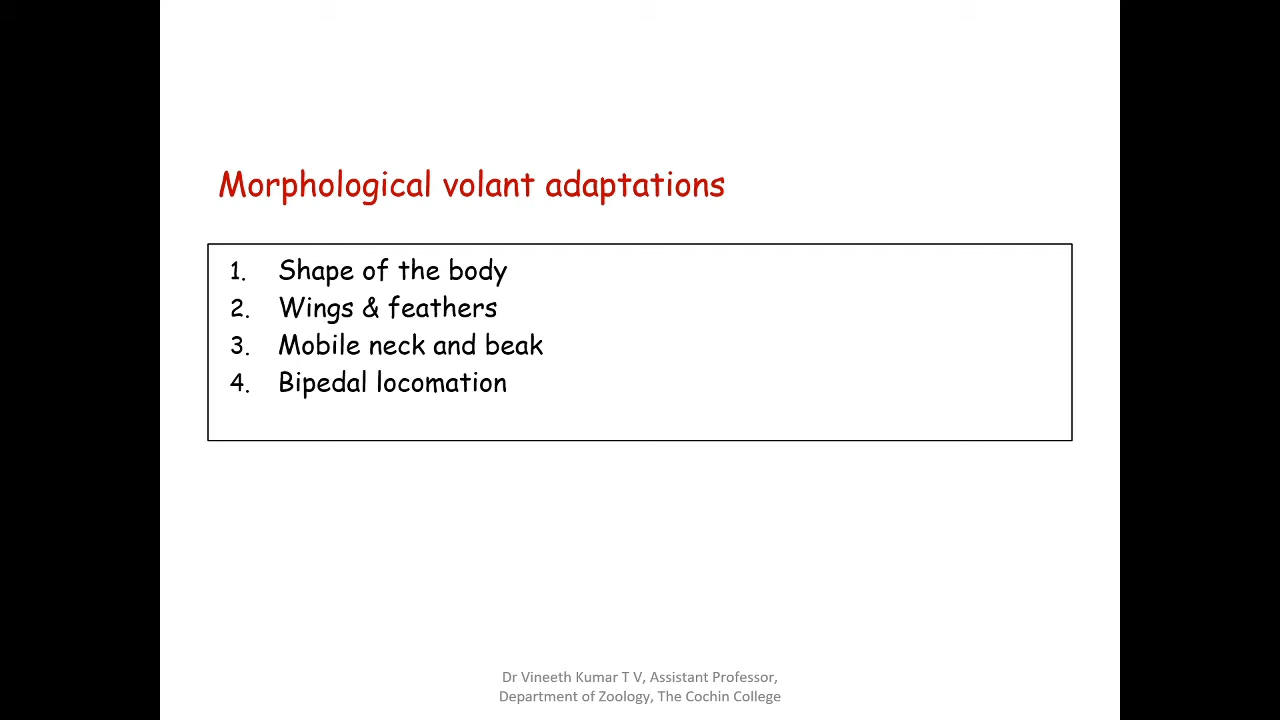 Morphological volant adaptations
1. Shape of the body
2. Wings & feathers
3. Mobile neck and beak
4. Bipedal locomation
Dr Vineeth Kumar T V, Assistant Professor,
Department of Zoology, The Cochin College